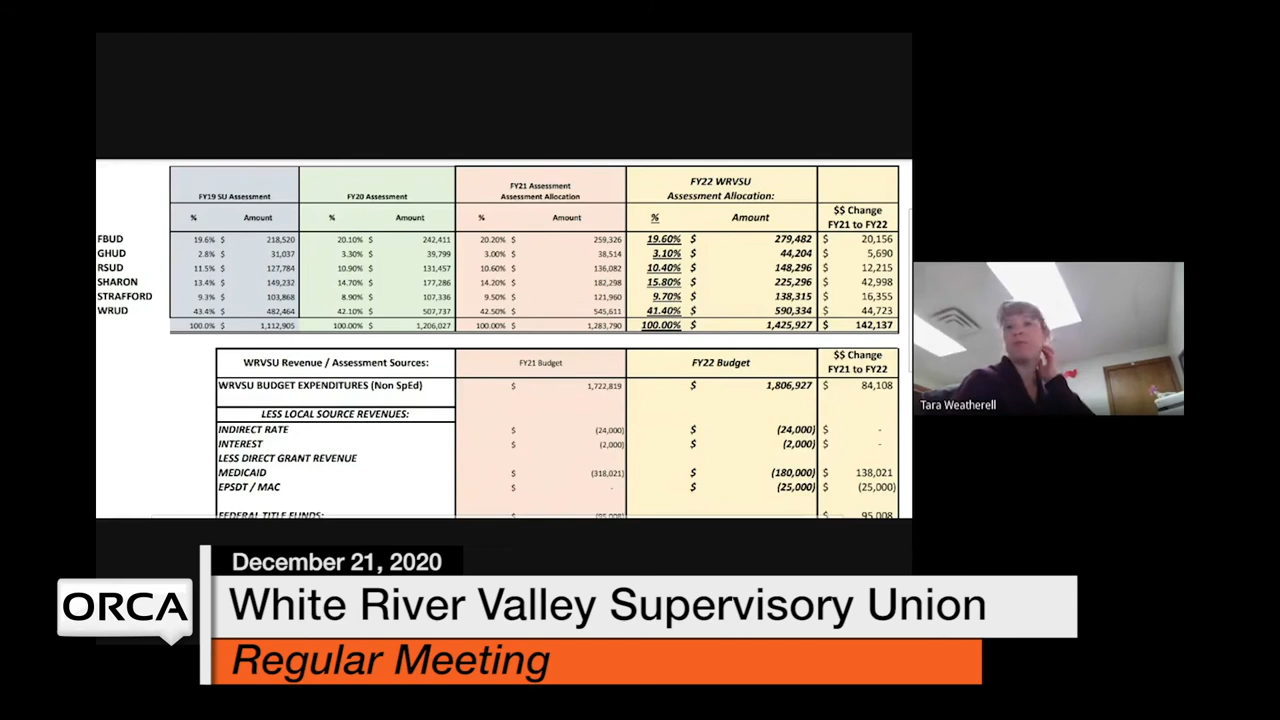 FY19 SU Assessment FY20 Assessment FY21 Assessment Assessment Allocation FY22 WRVSU Assessment Allocation:
% Amount % Amount % Amount % Amount $$ Change FY21 to FY22
FBUD 19.6% $ 218,520 20.10% $ 242,411 20.20% $ 259,326 19.60% $ 279,482 $ 20,156
GHUD 2.8% $ 31,037 3.30% $ 39,799 3.00% $ 38,514 3.10% $ 44,204 $ 5,690
RSUD 11.5% $ 127,784 10.90% $ 131,457 10.60% $ 136,082 10.40% $ 148,296 $ 12,215
SHARON 13.4% $ 149,232 14.70% $ 177,286 14.20% $ 182,298 15.80% $ 225,296 $ 42,998
STRAFFORD 9.3% $ 103,868 8.90% $ 107,336 9.50% $ 121,960 9.70% $ 138,315 $ 16,355
WRUD 43.4% $ 482,464 42.10% $ 507,737 42.50% $ 545,611 41.40% $ 590,334 $ 44,723
100.0% $ 1,112,905 100.00% $ 1,206,027 100.00% $ 1,283,790 100.00% $ 1,425,927 $ 142,137
WRVSU Revenue / Assessment Sources: FY21 Budget FY22 Budget $$ Change FY21 to FY22
WRVSU BUDGET EXPENDITURES (Non SpEd) $ 1,722,819 $ 1,806,927 $ 84,108
LESS LOCAL SOURCE REVENUES:
INDIRECT RATE $ (24,000) $ (24,000) $ -
INTEREST $ (2,000) $ (2,000) $ -
LESS DIRECT GRANT REVENUE
MEDICAID $ (318,021) $ (180,000) $ 138,021
EPSDT / MAC $ - $ (25,000) $ (25,000)
FEDERAL TITLE FUNDS: $ (95,008) $ 95,008
Tara Weatherell
December 21, 2020
ORCA
White River Valley Supervisory Union
Regular Meeting